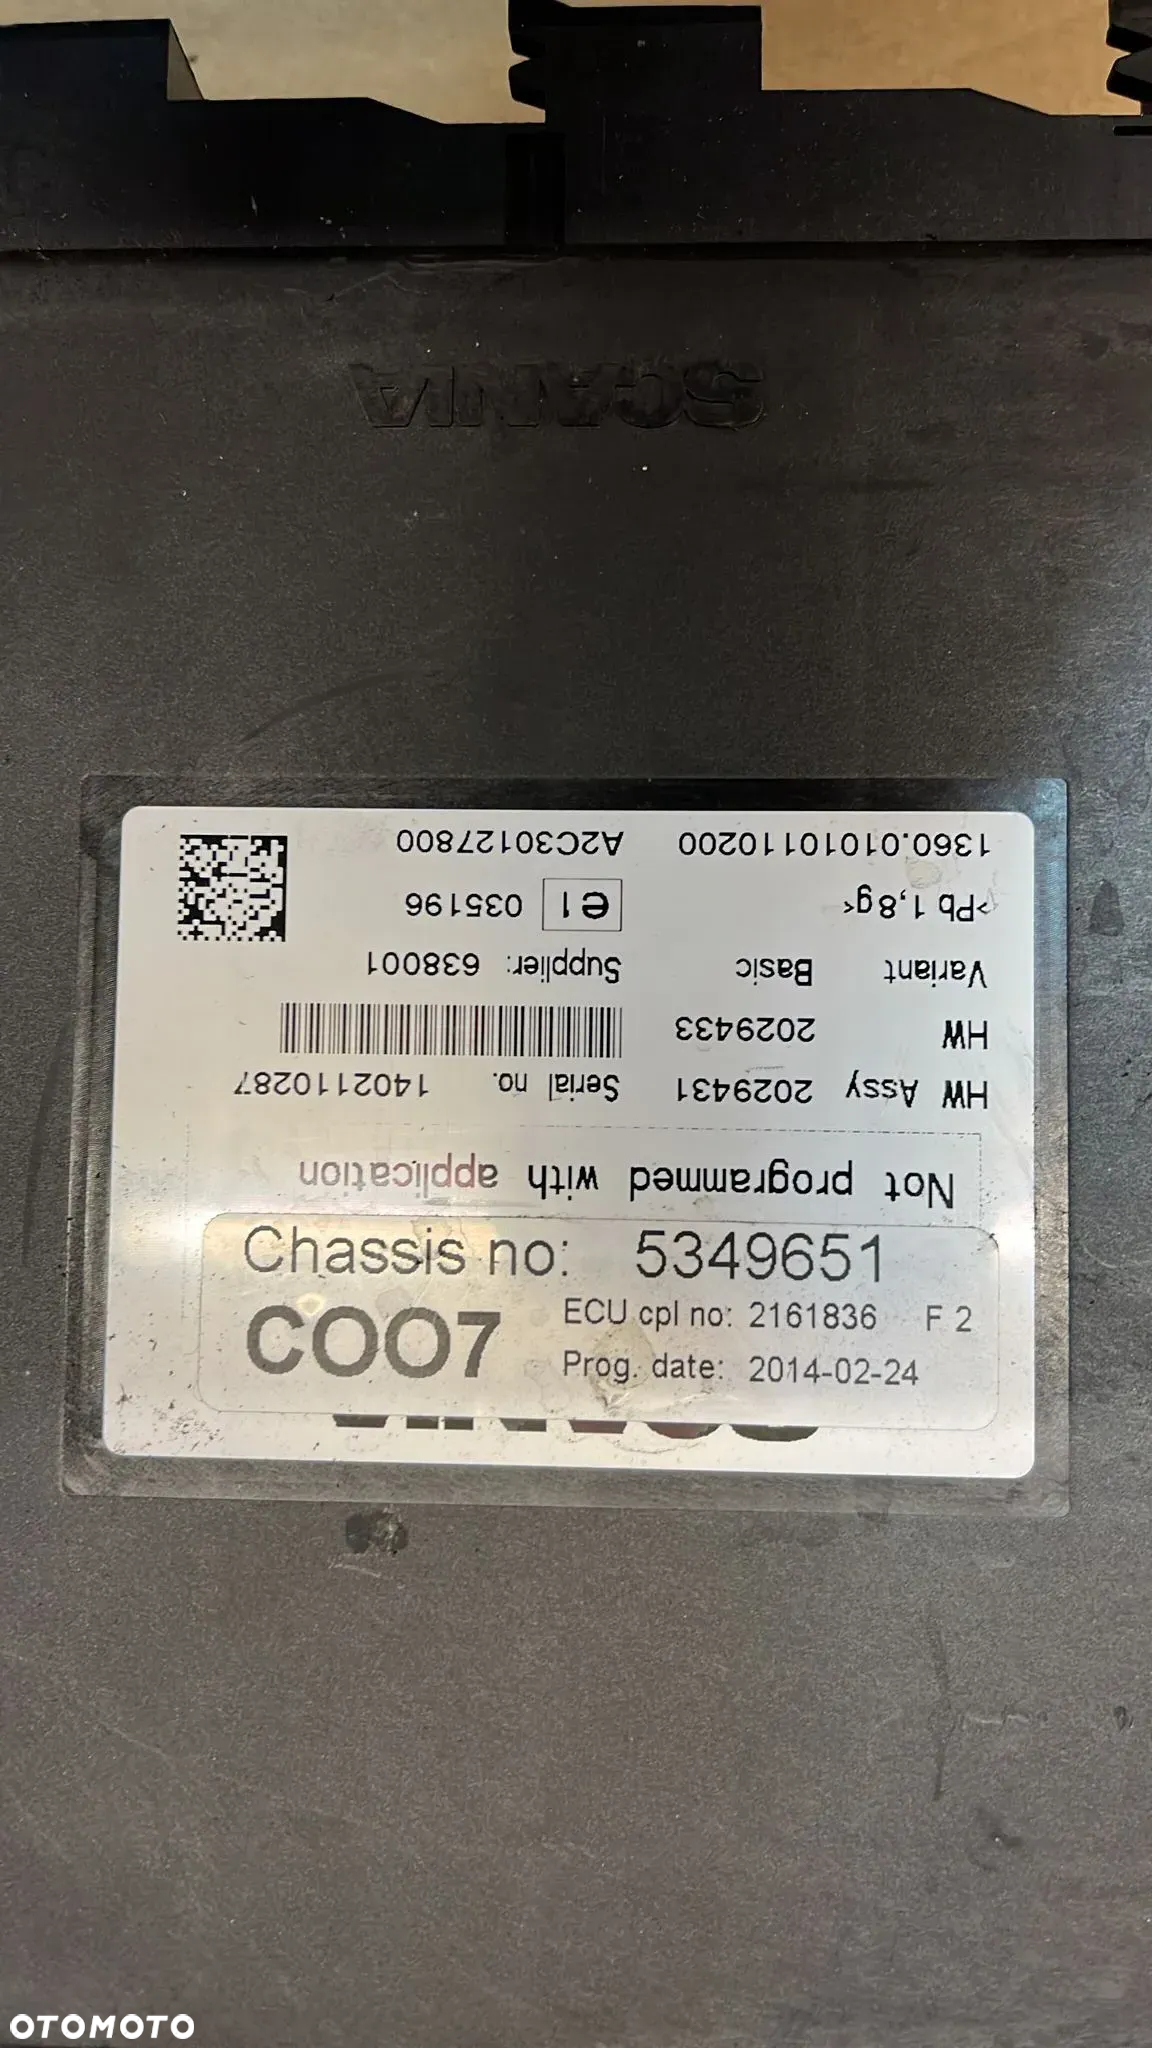 SCANIA
1360.0101011 0200 A2C30127800
>Pb 1,8g< e1 035196
Variant Basic Supplier: 638001
HW 2029433
HW Assy 2029431 Serial no. 1402110287
Not programmed with application
Chassis no: 5349651
COO7 ECU cpl no: 2161836 F 2
Prog. date: 2014-02-24
OTOMOTO